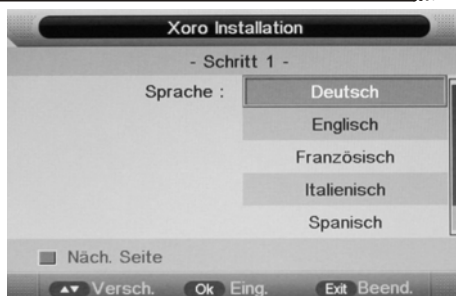 Xoro Installation
- Schritt 1 -
Sprache : Deutsch
Englisch
Französisch
Italienisch
Spanisch
Näch. Seite
▲▼ Versch. Ok Eing. Exit Beend.